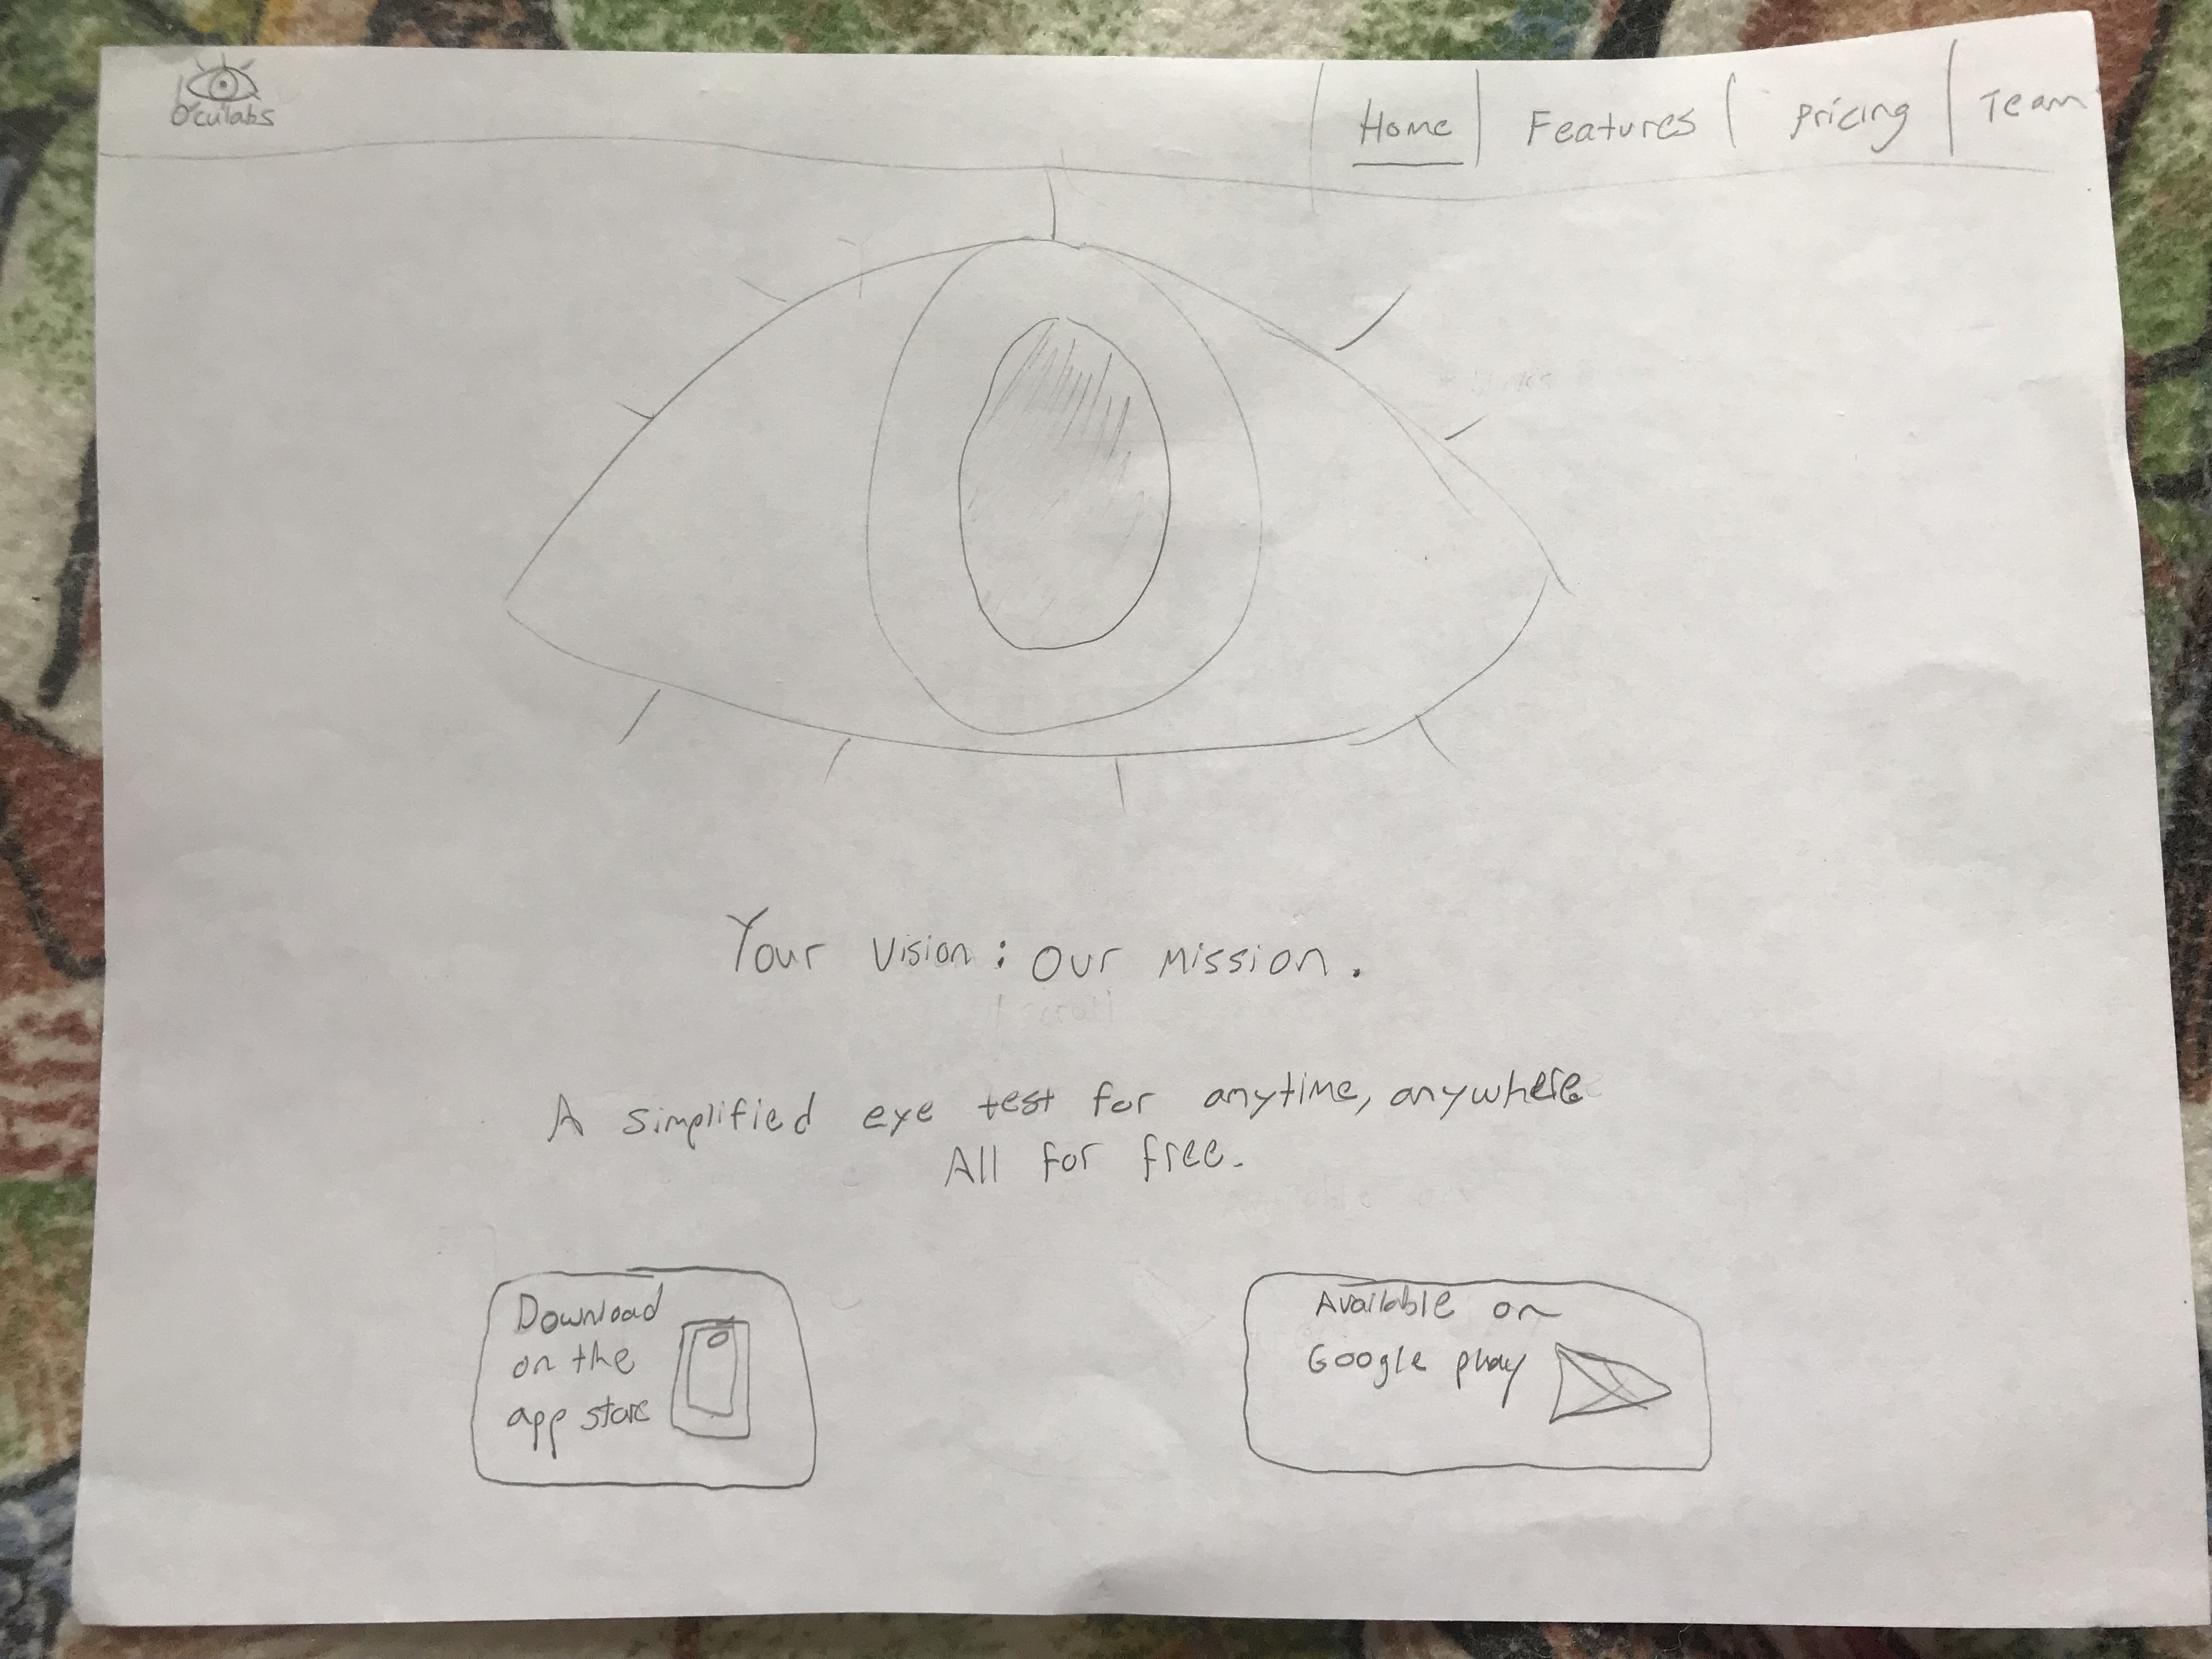 Oculabs
Home
Features
Pricing
Team
Your Vision: Our Mission.
A simplified eye test for anytime, anywhere
All for free.
Download
on the
app store
Available on
Google play